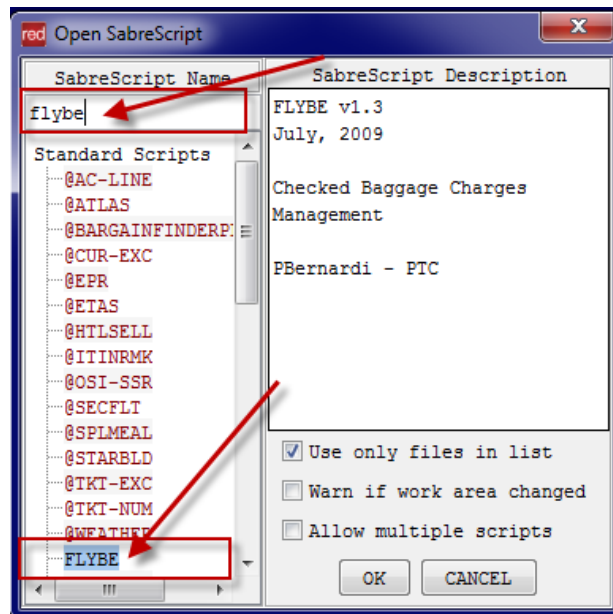 red Open SabreScript
SabreScript Name
flybe
Standard Scripts
@AC-LINE
@ATLAS
@BARGAINFINDERP
@CUR-EXC
@EPR
@ETAS
@HTLSELL
@ITINRMK
@OSI-SSR
@SECFLT
@SPLMEAL
@STARBLD
@TKT-EXC
@TKT-NUM
@WEATHER
FLYBE
SabreScript Description
FLYBE v1.3
July, 2009
Checked Baggage Charges
Management
PBernardi - PTC
Use only files in list
Warn if work area changed
Allow multiple scripts
OK CANCEL